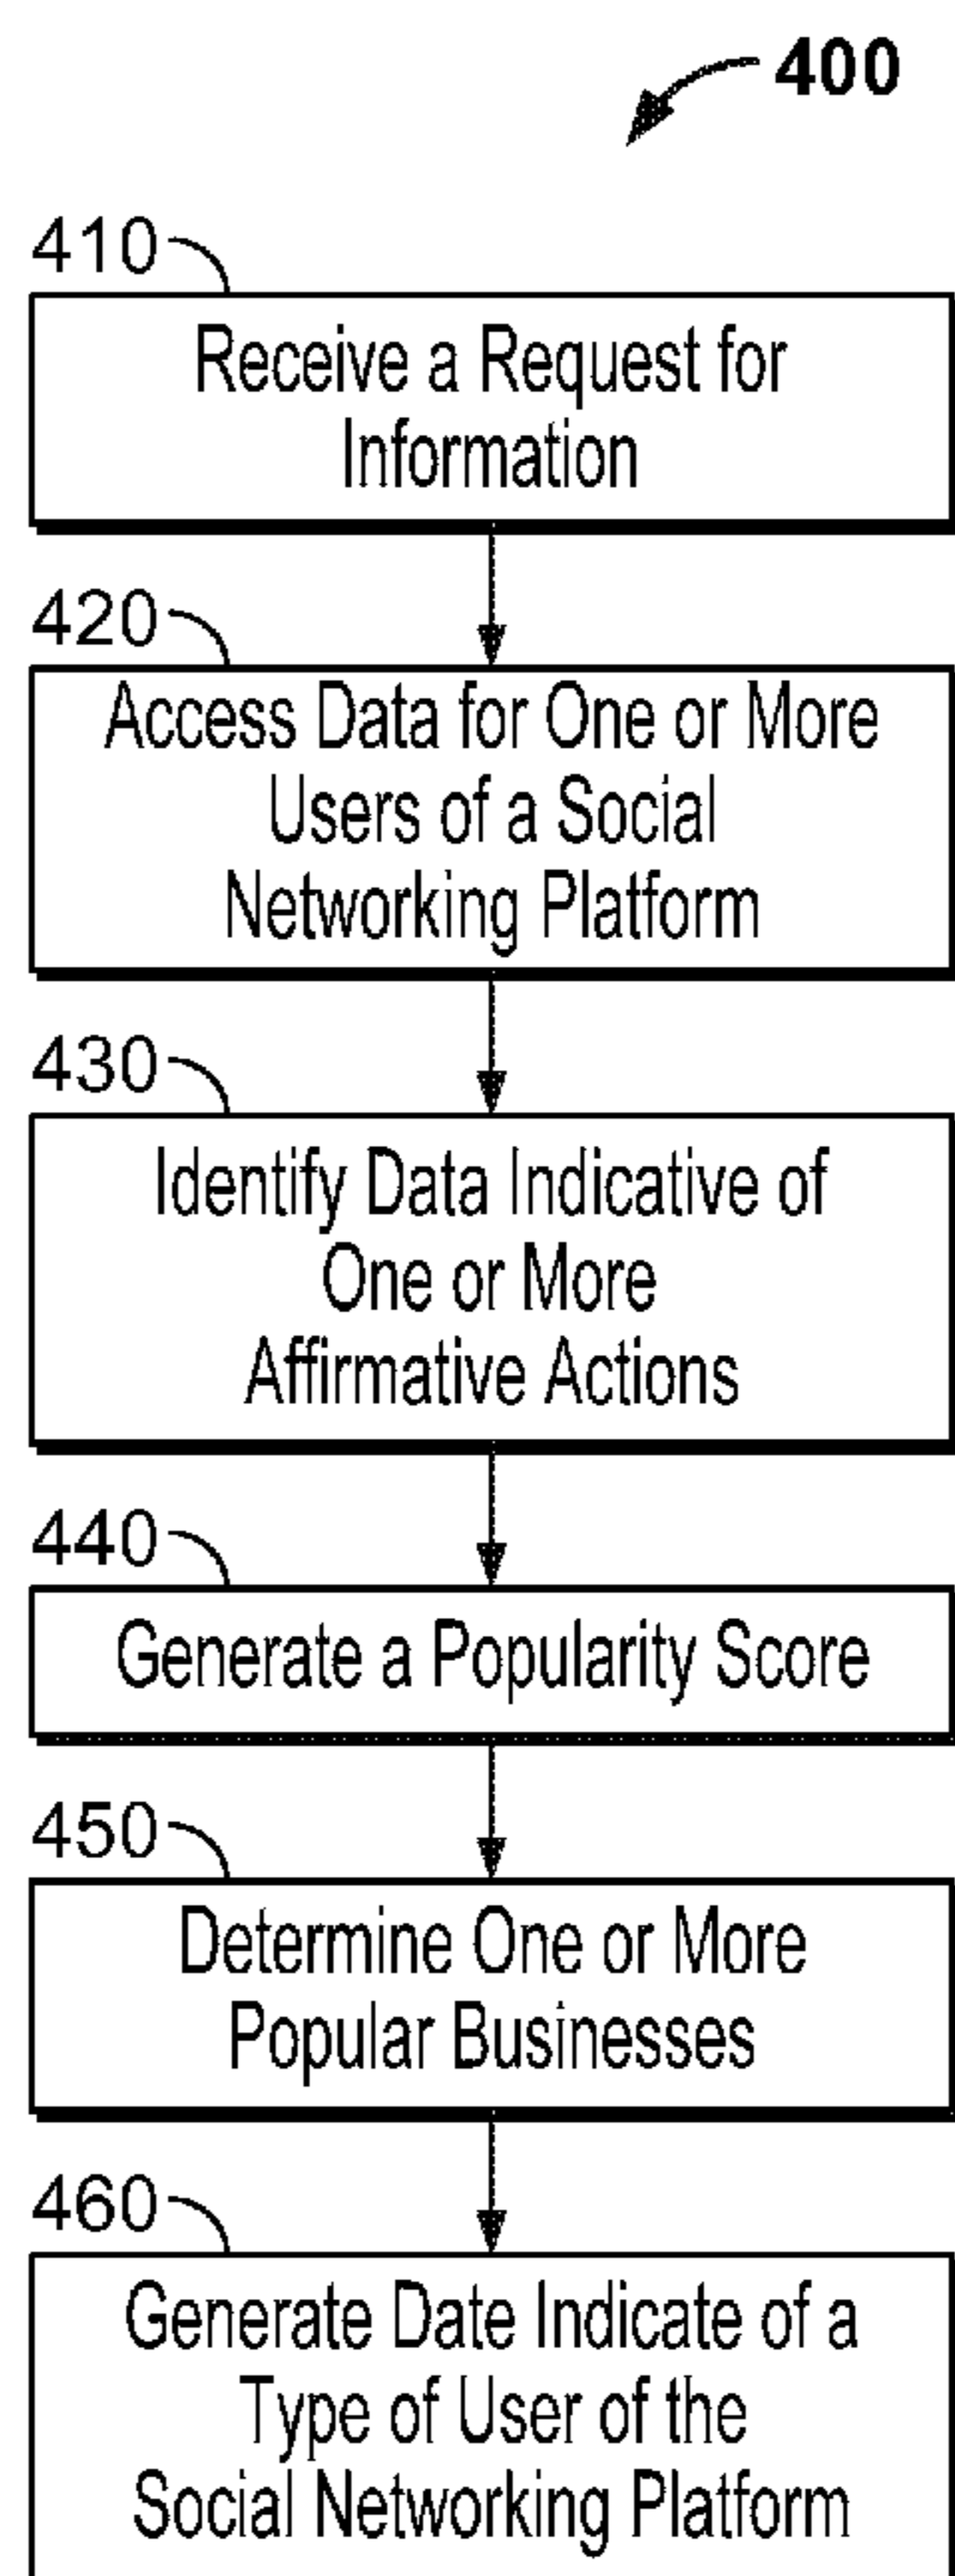 400
410
Receive a Request for
Information
420
Access Data for One or More
Users of a Social
Networking Platform
430
Identify Data Indicative of
One or More
Affirmative Actions
440
Generate a Popularity Score
450
Determine One or More
Popular Businesses
460
Generate Date Indicate of a
Type of User of the
Social Networking Platform